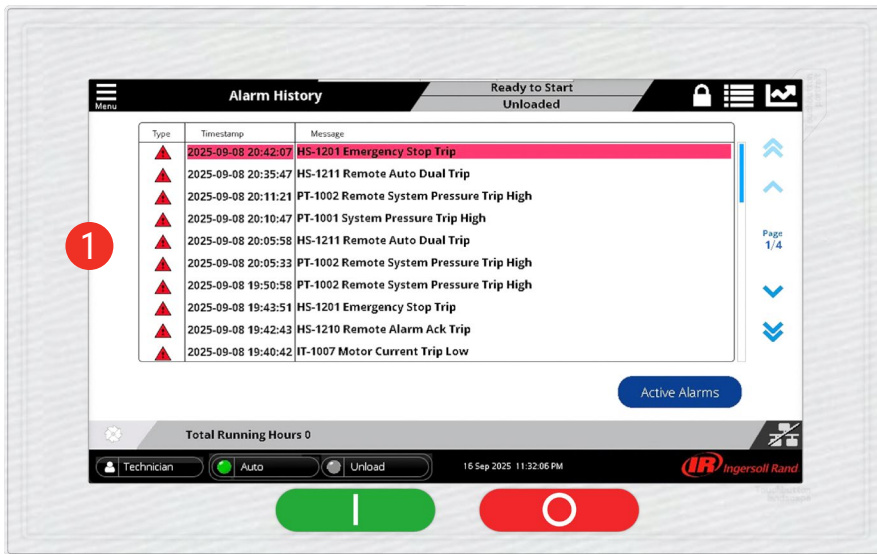 Menu
Alarm History
Ready to Start
Unloaded
Type Timestamp Message
2025-09-08 20:42:07 HS-1201 Emergency Stop Trip
2025-09-08 20:35:47 HS-1211 Remote Auto Dual Trip
2025-09-08 20:11:21 PT-1002 Remote System Pressure Trip High
2025-09-08 20:10:47 PT-1001 System Pressure Trip High
2025-09-08 20:05:58 HS-1211 Remote Auto Dual Trip
2025-09-08 20:05:33 PT-1002 Remote System Pressure Trip High
2025-09-08 19:50:58 PT-1002 Remote System Pressure Trip High
2025-09-08 19:43:51 HS-1201 Emergency Stop Trip
2025-09-08 19:42:43 HS-1210 Remote Alarm Ack Trip
2025-09-08 19:40:42 IT-1007 Motor Current Trip Low
1
Page
1/4
Active Alarms
Total Running Hours 0
Technician Auto Unload 16 Sep 2025 11:32:06 PM
IR Ingersoll Rand